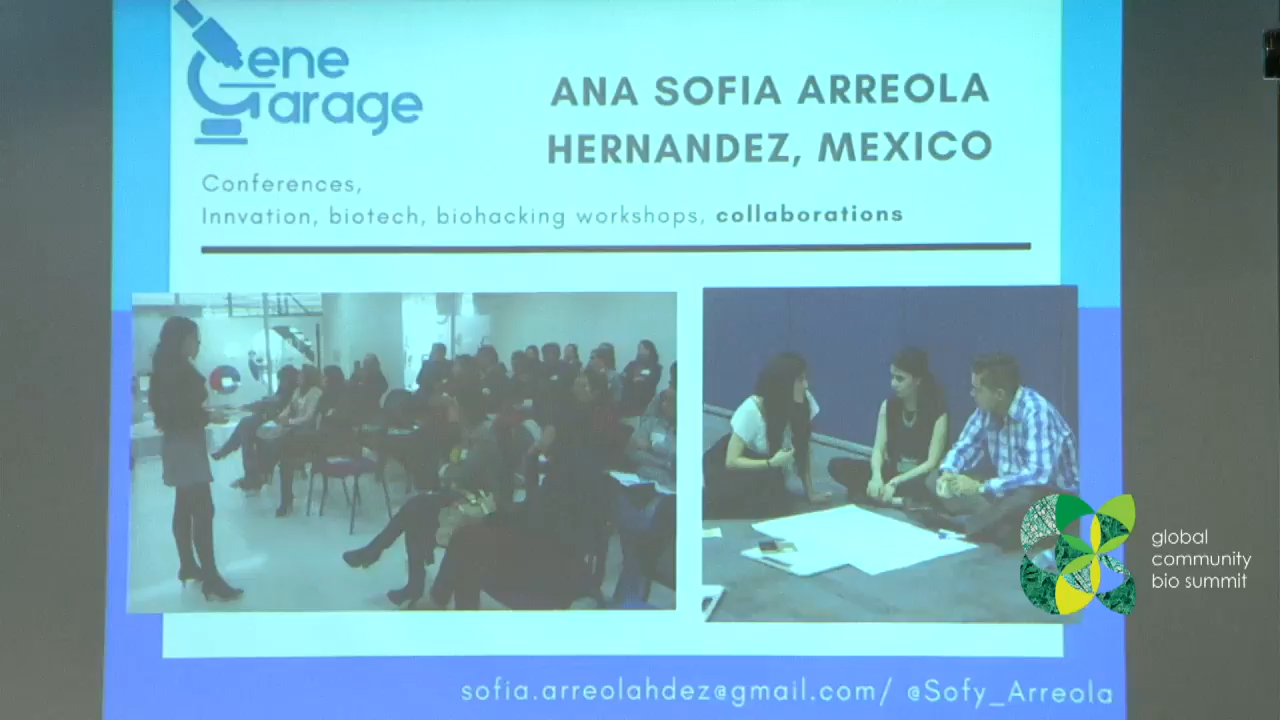 Gene
Garage
ANA SOFIA ARREOLA
HERNANDEZ, MEXICO
Conferences,
Innvation, biotech, biohacking workshops, collaborations
global
community
bio summit
sofia.arreolahdez@gmail.com/ @Sofy_Arreola